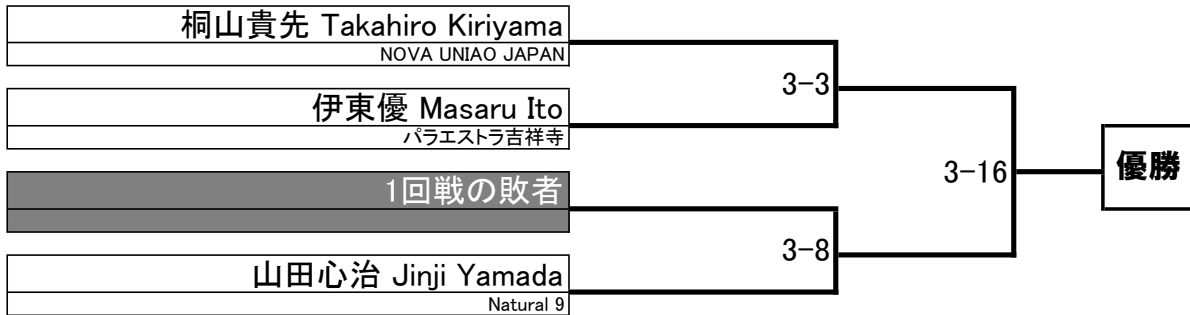 桐山貴先 Takahiro Kiriyama
NOVA UNIAO JAPAN
3-3
伊東優 Masaru Ito
パラエストラ吉祥寺
3-16
優勝
1回戦の敗者
3-8
山田心治 Jinji Yamada
Natural 9